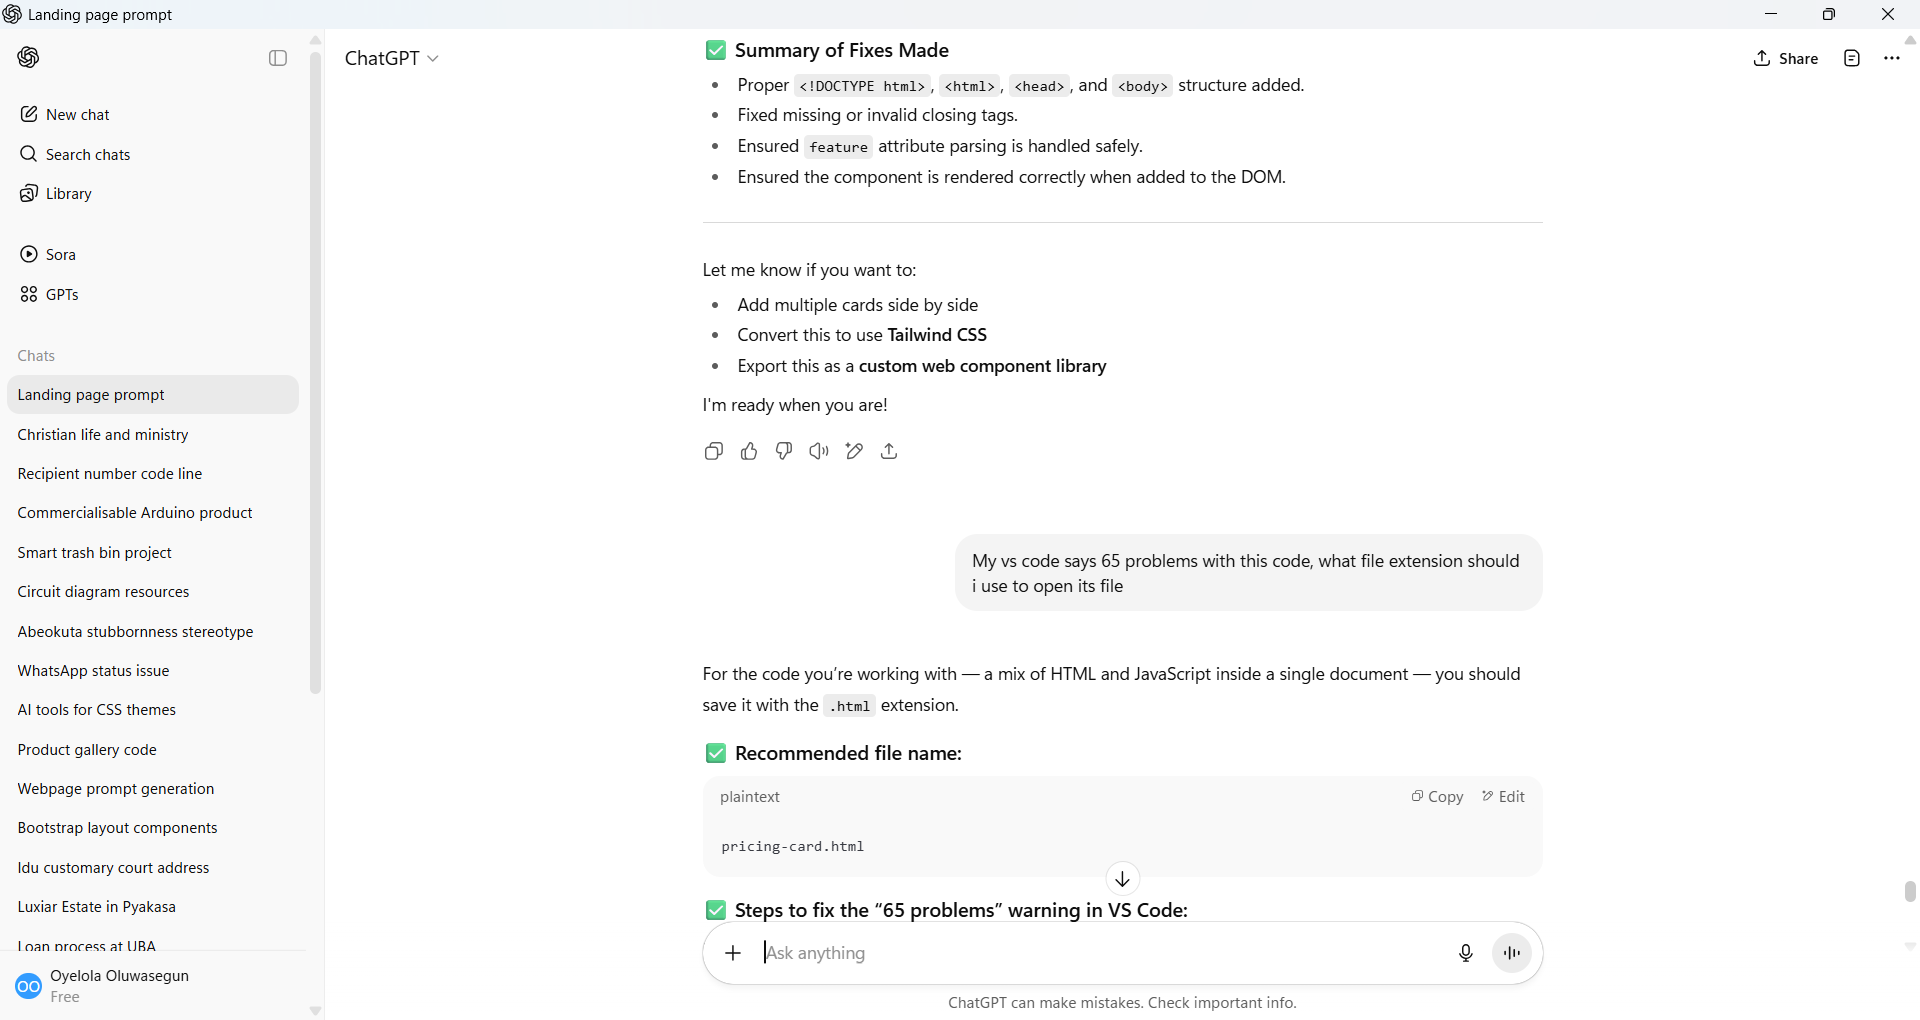 Landing page prompt
ChatGPT
Share
New chat
Search chats
Library
Sora
GPTs
Chats
Landing page prompt
Christian life and ministry
Recipient number code line
Commercialisable Arduino product
Smart trash bin project
Circuit diagram resources
Abeokuta stubbornness stereotype
WhatsApp status issue
AI tools for CSS themes
Product gallery code
Webpage prompt generation
Bootstrap layout components
Idu customary court address
Luxiar Estate in Pyakasa
Loan process at UBA
OO
Oyelola Oluwasegun
Free
Summary of Fixes Made
Proper <!DOCTYPE html>, <html>, <head>, and <body> structure added.
Fixed missing or invalid closing tags.
Ensured feature attribute parsing is handled safely.
Ensured the component is rendered correctly when added to the DOM.
Let me know if you want to:
Add multiple cards side by side
Convert this to use Tailwind CSS
Export this as a custom web component library
I'm ready when you are!
My vs code says 65 problems with this code, what file extension should
i use to open its file
For the code you're working with — a mix of HTML and JavaScript inside a single document — you should
save it with the .html extension.
Recommended file name:
plaintext
Copy
Edit
pricing-card.html
Steps to fix the “65 problems” warning in VS Code:
Ask anything
ChatGPT can make mistakes. Check important info.